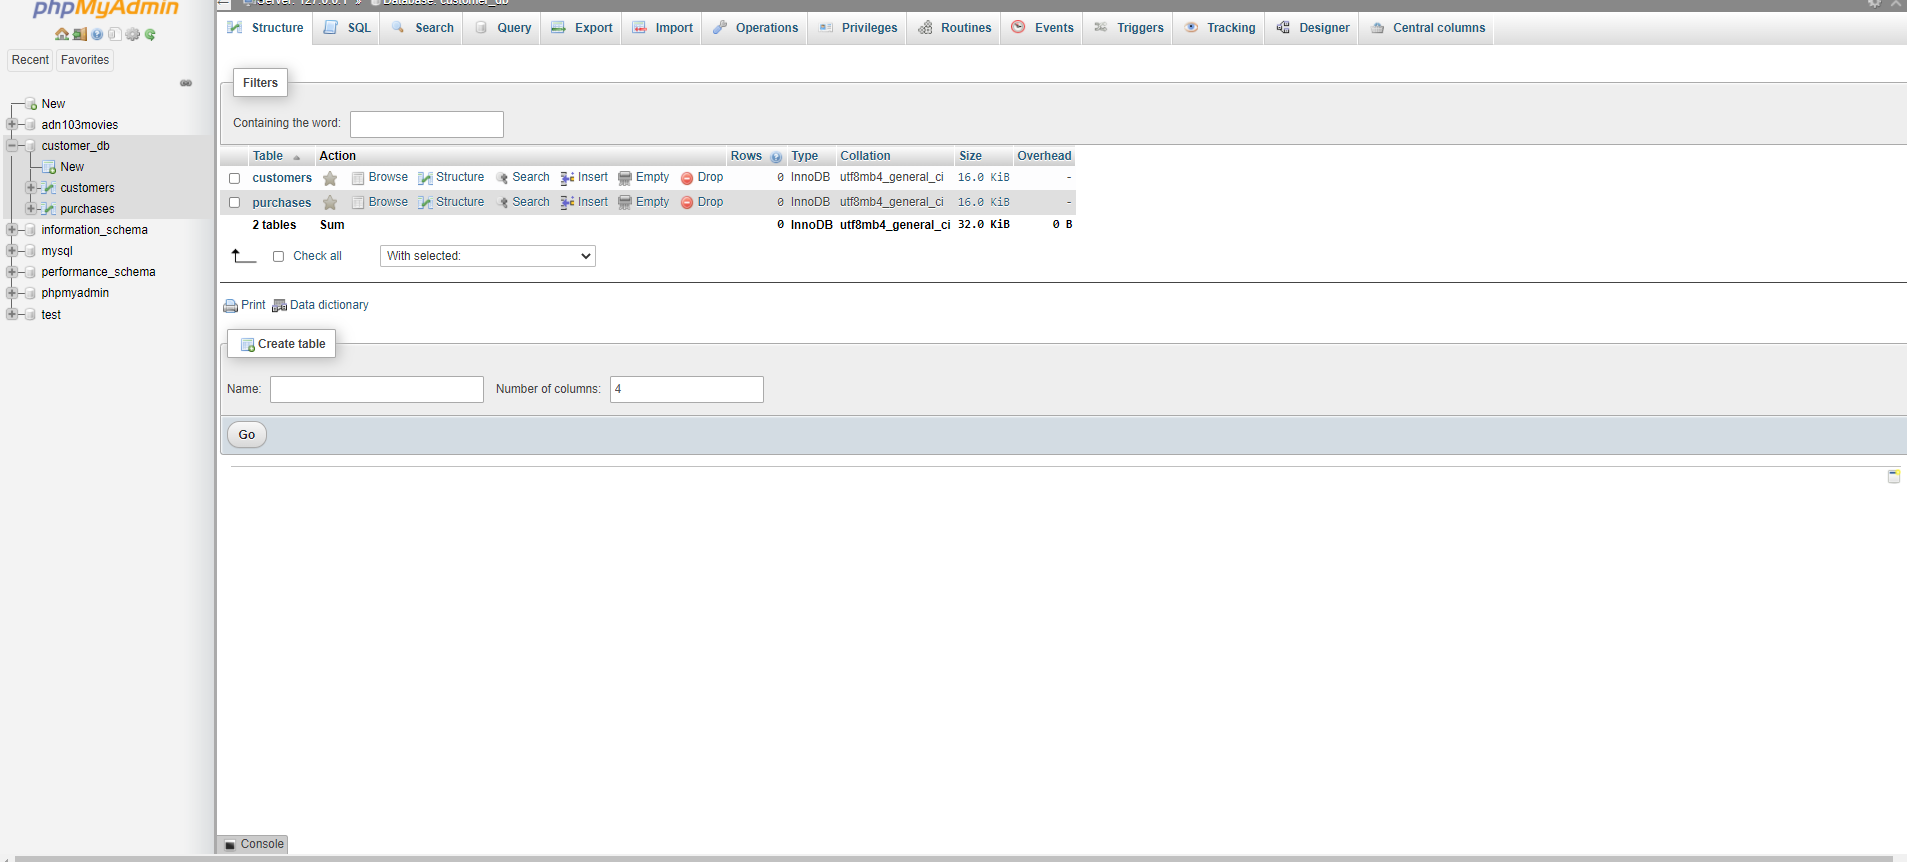 phpMyAdmin
Recent Favorites
New
adn103movies
customer_db
New
customers
purchases
information_schema
mysql
performance_schema
phpmyadmin
test
Server: 127.0.0.1 » Database: customer_db
Structure SQL Search Query Export Import Operations Privileges Routines Events Triggers Tracking Designer Central columns
Filters
Containing the word:
Table Action Rows Type Collation Size Overhead
customers Browse Structure Search Insert Empty Drop 0 InnoDB utf8mb4_general_ci 16.0 KiB -
purchases Browse Structure Search Insert Empty Drop 0 InnoDB utf8mb4_general_ci 16.0 KiB -
2 tables Sum 0 InnoDB utf8mb4_general_ci 32.0 KiB 0 B
Check all With selected:
Print Data dictionary
Create table
Name: Number of columns: 4
Go
Console